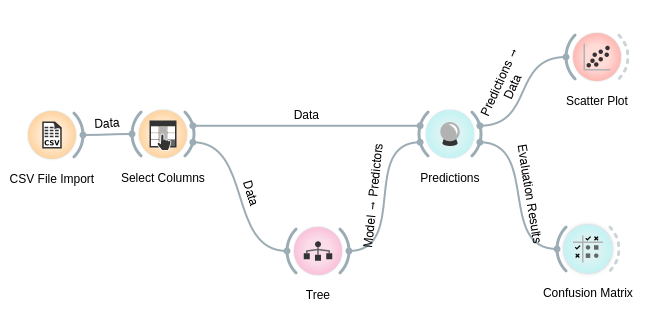 Predictions →
Data
Scatter Plot
CSV
CSV File Import
Data
Select Columns
Data
Predictions
Data
Model → Predictors
Evaluation Results
Tree
Confusion Matrix